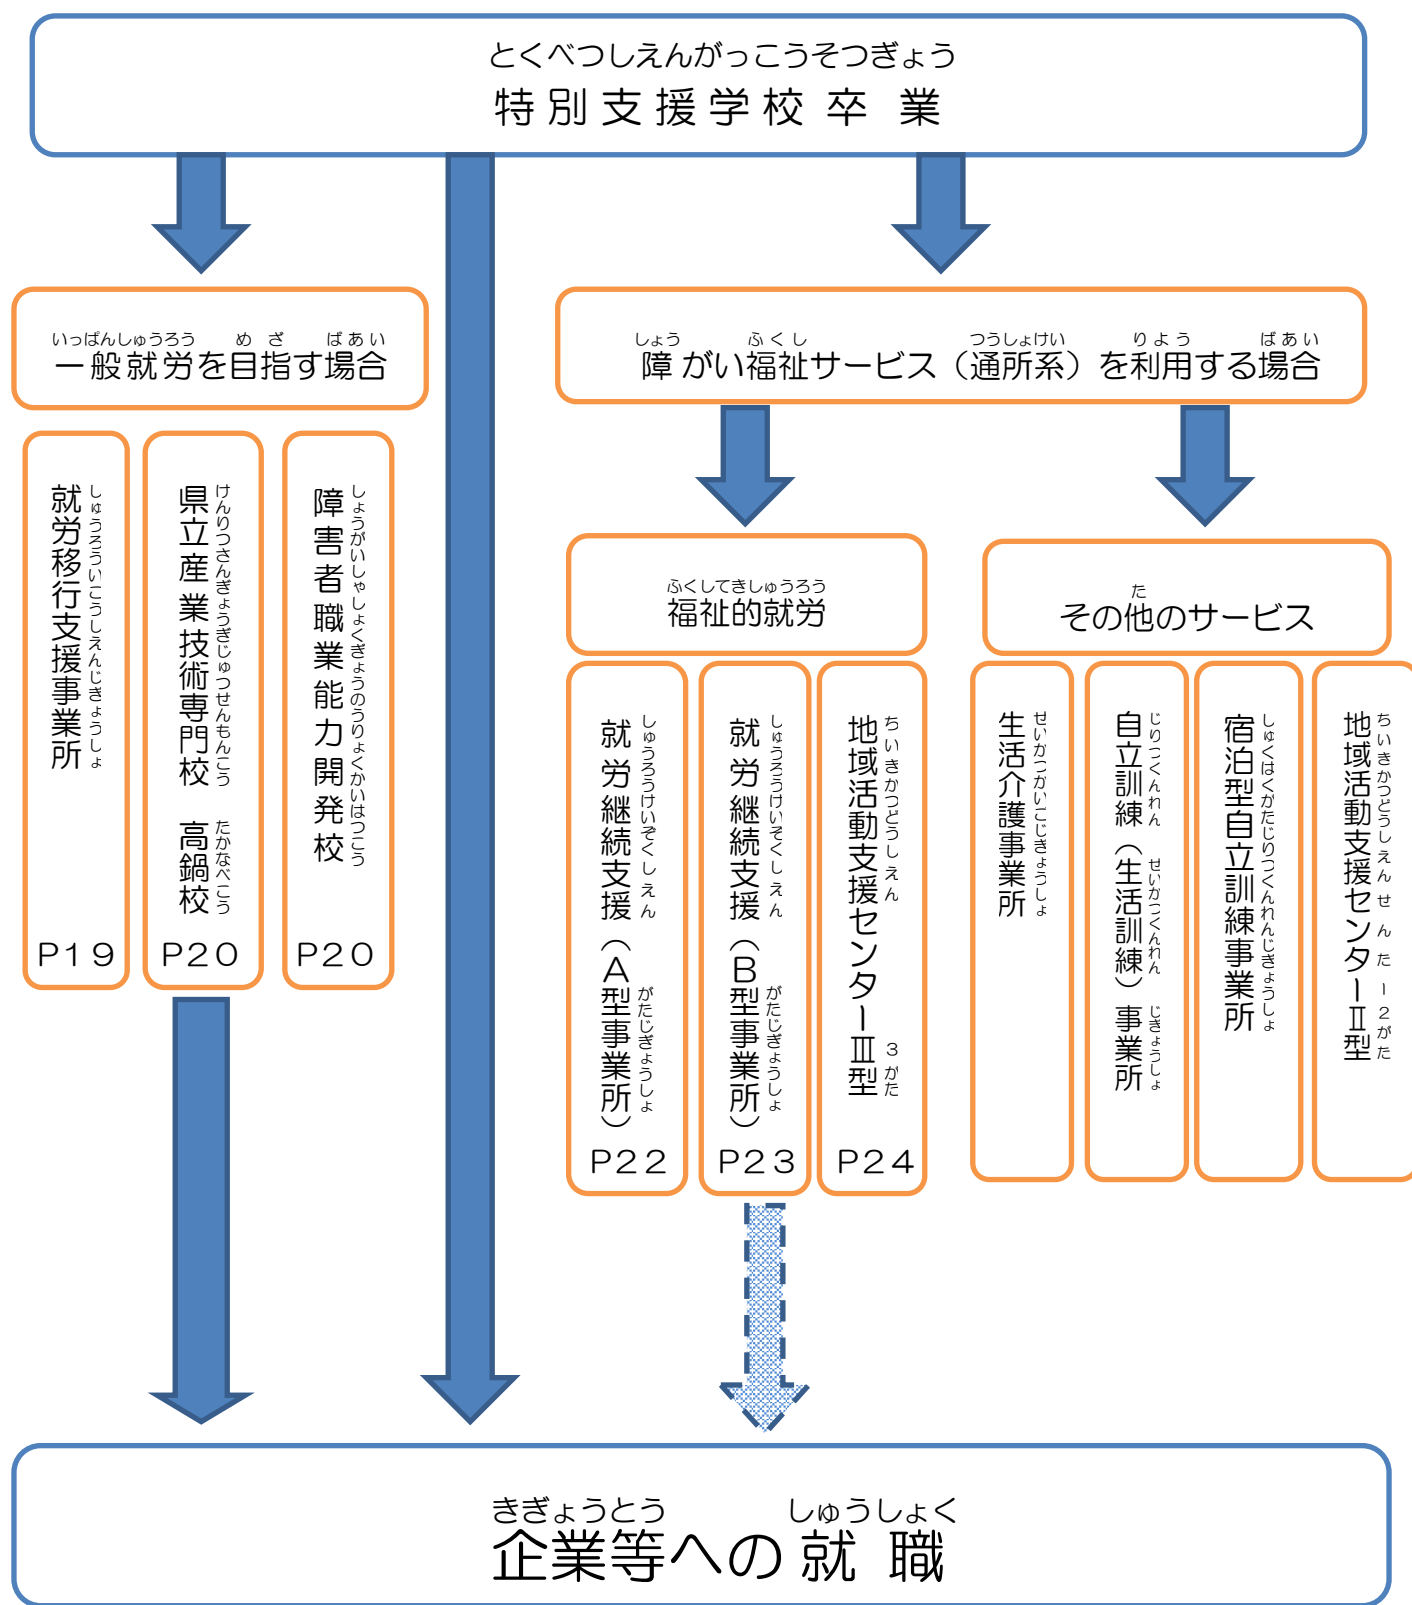 とくべつしえんがっこうそつぎょう
特別支援学校卒業
いっぱんしゅうろう めざ ばあい
一般就労を目指す場合
しょう ふくし つうしょけい りよう ばあい
障がい福祉サービス（通所系）を利用する場合
就労移行支援事業所
しゅうろういこうしえんじぎょうしょ
P19
県立産業技術専門校 高鍋校
けんりつさんぎょうぎじゅつせんもんこう たかなべこう
P20
障害者職業能力開発校
しょうがいしゃしょくぎょうのうりょくかいはつこう
P20
ふくしてきしゅうろう
福祉的就労
た
その他のサービス
就労継続支援（A型事業所）
しゅうろうけいぞくしえん がたじぎょうしょ
P22
就労継続支援（B型事業所）
しゅうろうけいぞくしえん がたじぎょうしょ
P23
地域活動支援センターⅢ型
ちいきかつどうしえん 3がた
P24
生活介護事業所
せいかつかいごじぎょうしょ
自立訓練（生活訓練）事業所
じりつくんれん せいかつくんれん じぎょうしょ
宿泊型自立訓練事業所
しゅくはくがたじりつくんれんじぎょうしょ
地域活動支援センターⅡ型
ちいきかつどうしえんせんたー2がた
きぎょうとう しゅうしょく
企業等への就職